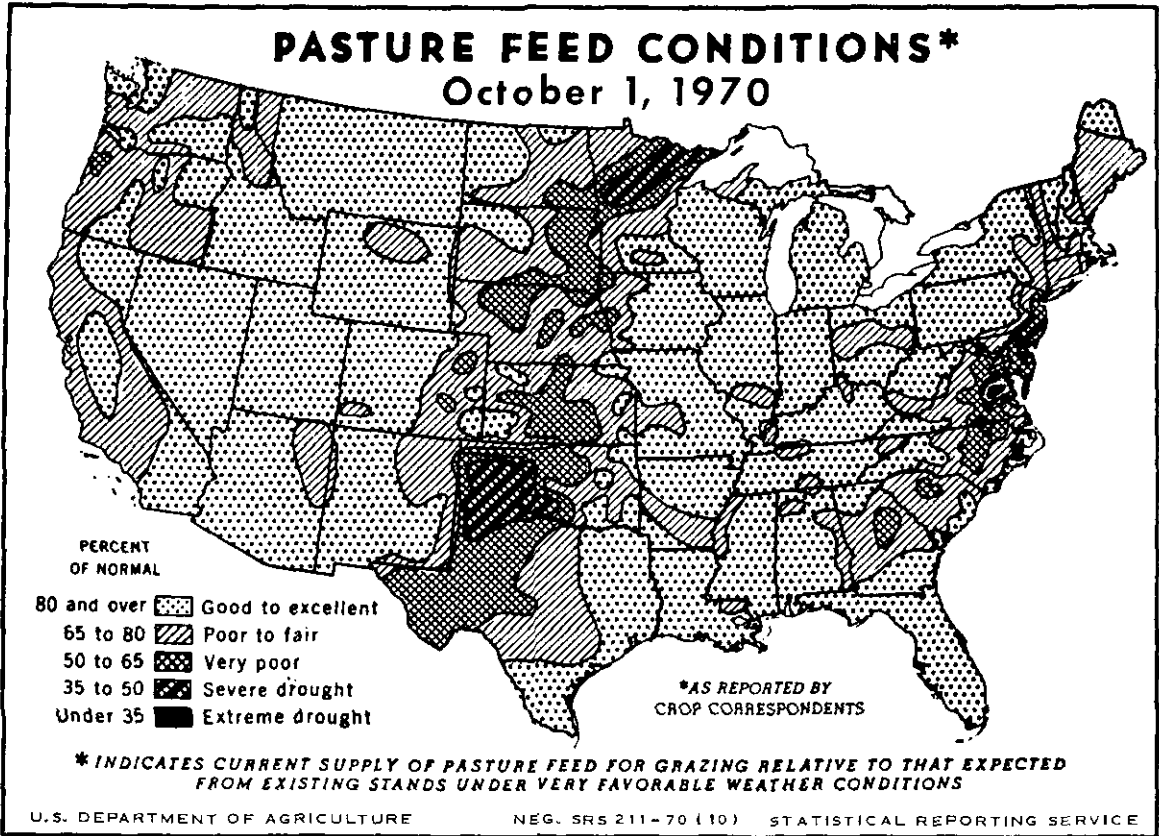 PASTURE FEED CONDITIONS*
October 1, 1970
PERCENT
OF NORMAL
80 and over Good to excellent
65 to 80 Poor to fair
50 to 65 Very poor
35 to 50 Severe drought
Under 35 Extreme drought
*AS REPORTED BY
CROP CORRESPONDENTS
* INDICATES CURRENT SUPPLY OF PASTURE FEED FOR GRAZING RELATIVE TO THAT EXPECTED
FROM EXISTING STANDS UNDER VERY FAVORABLE WEATHER CONDITIONS
U.S. DEPARTMENT OF AGRICULTURE NEG. SRS 211-70 (10) STATISTICAL REPORTING SERVICE